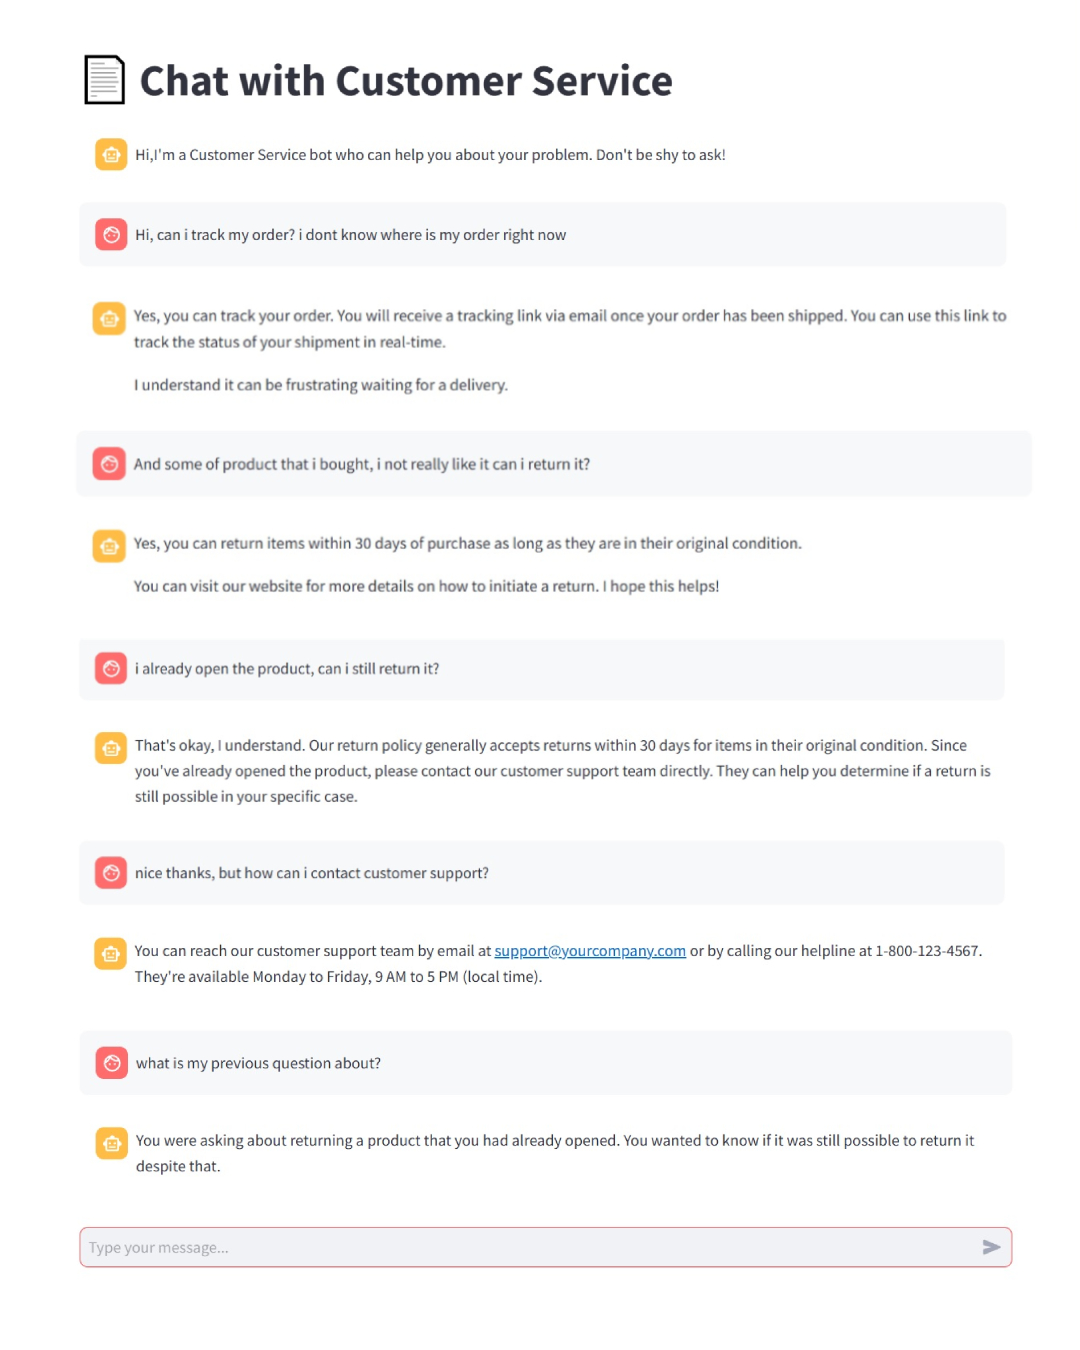 Chat with Customer Service
Hi,I'm a Customer Service bot who can help you about your problem. Don't be shy to ask!
Hi, can i track my order? i dont know where is my order right now
Yes, you can track your order. You will receive a tracking link via email once your order has been shipped. You can use this link to
track the status of your shipment in real-time.
I understand it can be frustrating waiting for a delivery.
And some of product that i bought, i not really like it can i return it?
Yes, you can return items within 30 days of purchase as long as they are in their original condition.
You can visit our website for more details on how to initiate a return. I hope this helps!
i already open the product, can i still return it?
That's okay, I understand. Our return policy generally accepts returns within 30 days for items in their original condition. Since
you've already opened the product, please contact our customer support team directly. They can help you determine if a return is
still possible in your specific case.
nice thanks, but how can i contact customer support?
You can reach our customer support team by email at support@yourcompany.com or by calling our helpline at 1-800-123-4567.
They're available Monday to Friday, 9 AM to 5 PM (local time).
what is my previous question about?
You were asking about returning a product that you had already opened. You wanted to know if it was still possible to return it
despite that.
Type your message...